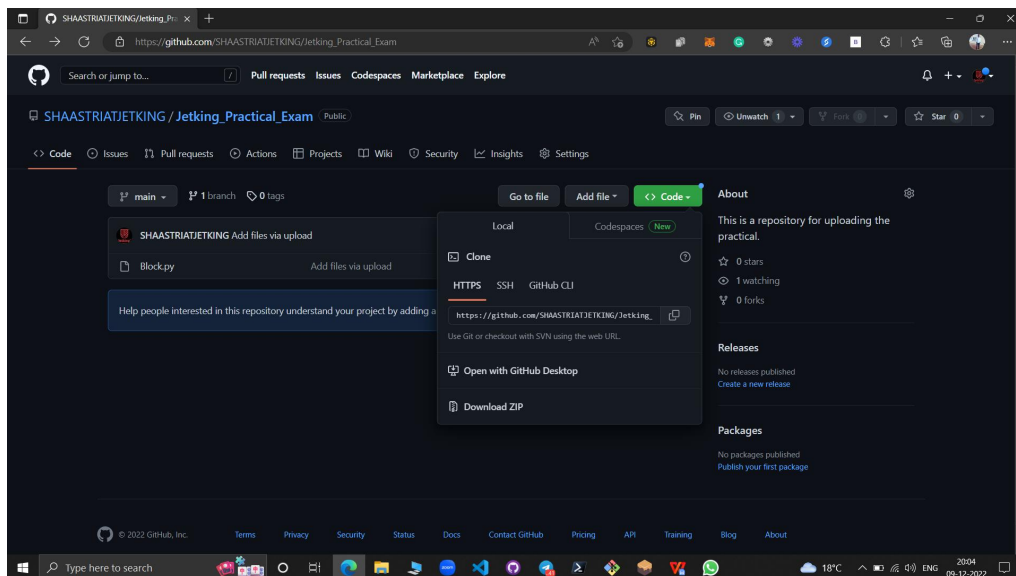 SHAASTRIATJETKING/Jetking_Pra
https://github.com/SHAASTRIATJETKING/Jetking_Practical_Exam
Search or jump to... / Pull requests Issues Codespaces Marketplace Explore
SHAASTRIATJETKING / Jetking_Practical_Exam Public
Pin Unwatch 1 Fork 0 Star 0
Code Issues Pull requests Actions Projects Wiki Security Insights Settings
main 1 branch 0 tags Go to file Add file Code About
This is a repository for uploading the
practical.
0 stars
1 watching
0 forks
SHAASTRIATJETKING Add files via upload
Block.py Add files via upload
Help people interested in this repository understand your project by adding a
Local Codespaces New
Clone
HTTPS SSH GitHub CLI
https://github.com/SHAASTRIATJETKING/Jetking_
Use Git or checkout with SVN using the web URL.
Open with GitHub Desktop
Download ZIP
Releases
No releases published
Create a new release
Packages
No packages published
Publish your first package
© 2022 GitHub, Inc. Terms Privacy Security Status Docs Contact GitHub Pricing API Training Blog About
Type here to search 18°C ENG 20:04
09-12-2022